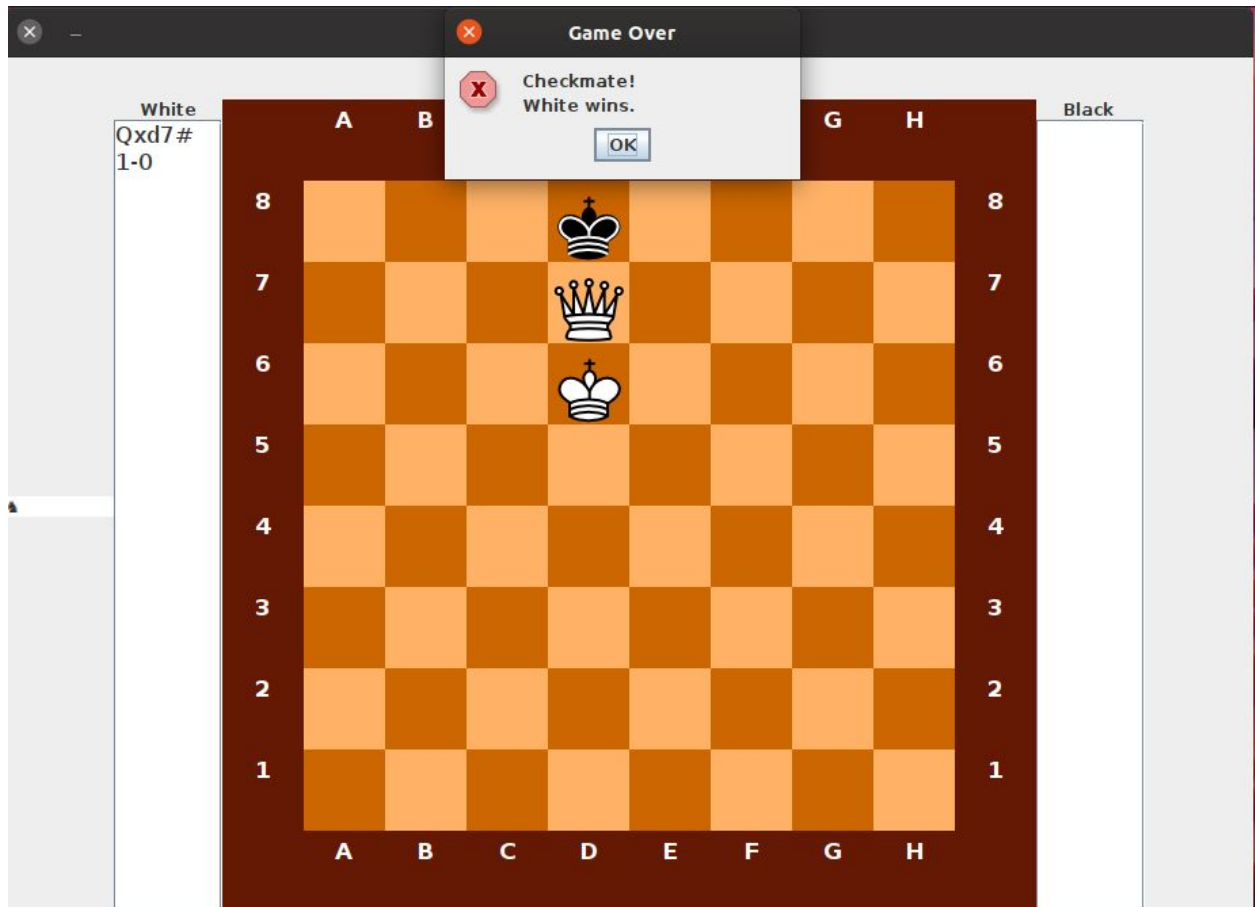 Game Over
Checkmate!
White wins.
OK
White
Black
Qxd7#
1-0
A B G H
8 8
7 7
6 6
5 5
4 4
3 3
2 2
1 1
A B C D E F G H